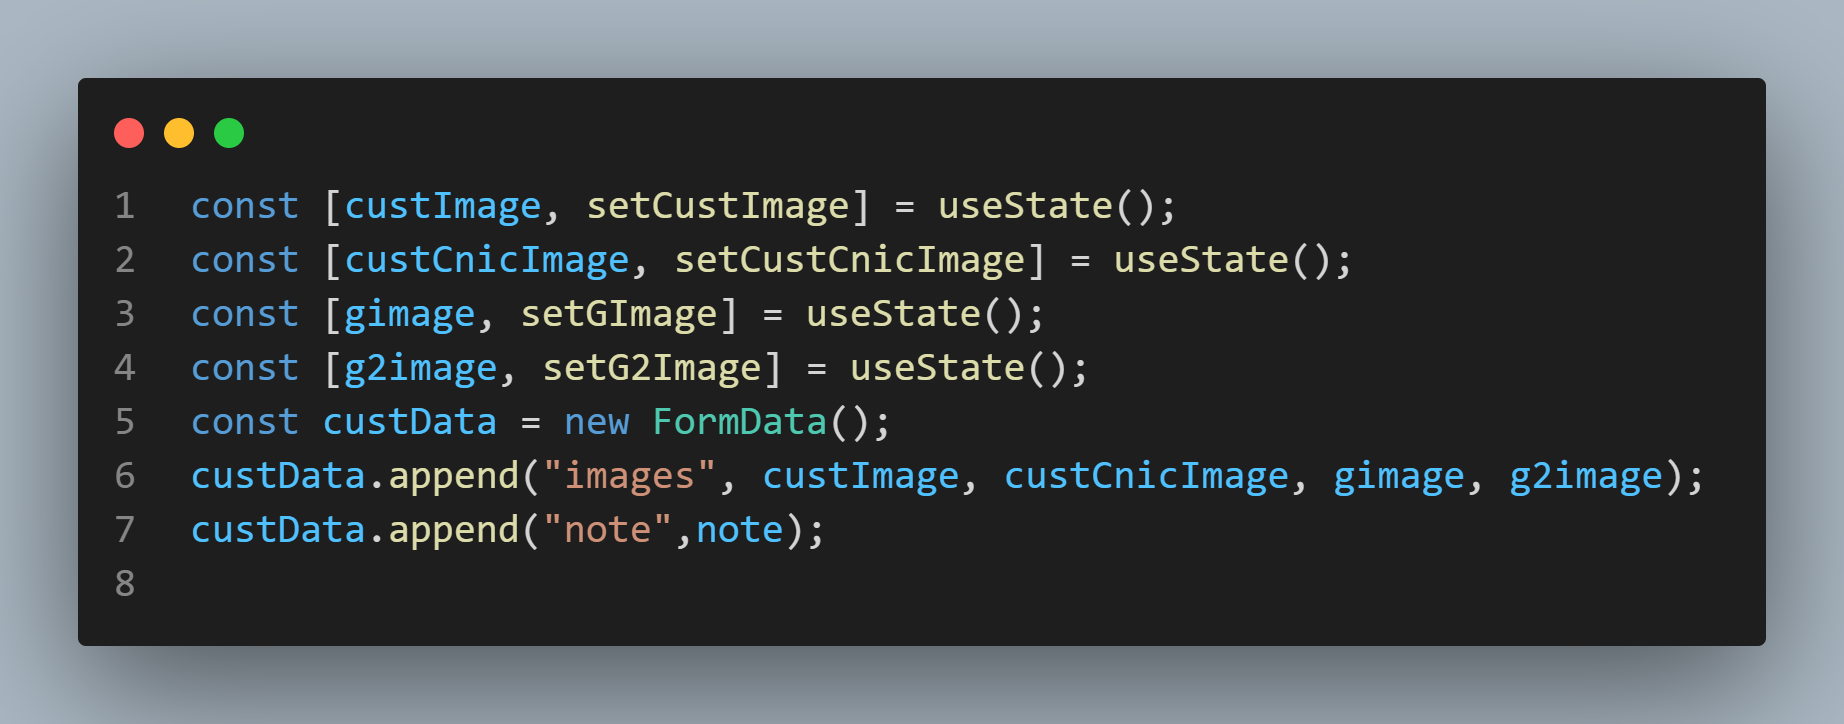 1 const [custImage, setCustImage] = useState();
2 const [custCnicImage, setCustCnicImage] = useState();
3 const [gimage, setGImage] = useState();
4 const [g2image, setG2Image] = useState();
5 const custData = new FormData();
6 custData.append("images", custImage, custCnicImage, gimage, g2image);
7 custData.append("note",note);
8